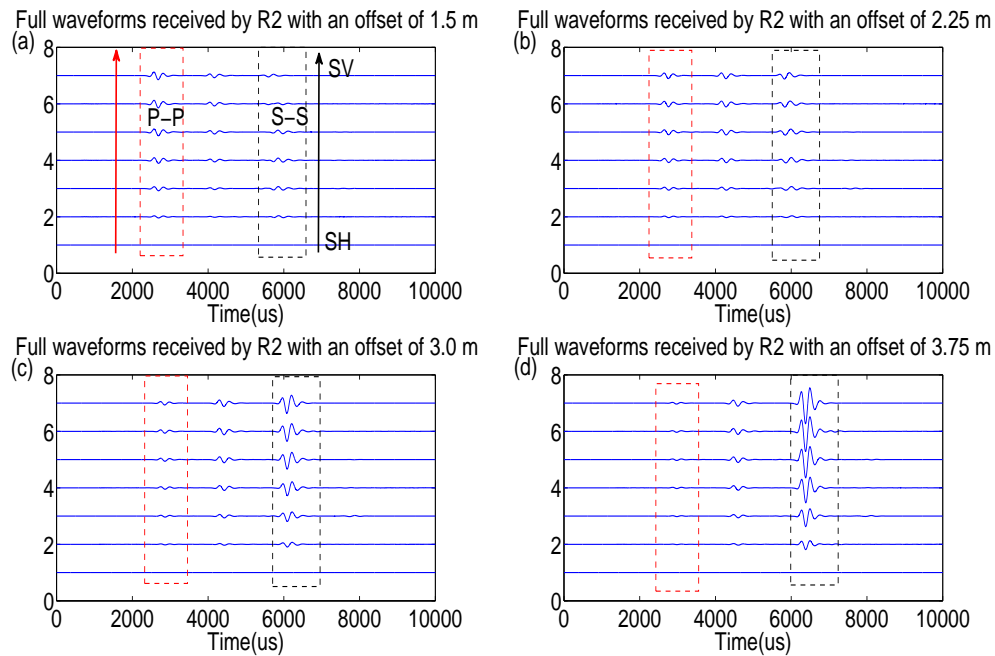 Full waveforms received by R2 with an offset of 1.5 m
(a)
8
6
4
2
0
SV
P-P
S-S
SH
0 2000 4000 6000 8000 10000
Time(us)
Full waveforms received by R2 with an offset of 2.25 m
(b)
8
6
4
2
0
0 2000 4000 6000 8000 10000
Time(us)
Full waveforms received by R2 with an offset of 3.0 m
(c)
8
6
4
2
0
0 2000 4000 6000 8000 10000
Time(us)
Full waveforms received by R2 with an offset of 3.75 m
(d)
8
6
4
2
0
0 2000 4000 6000 8000 10000
Time(us)